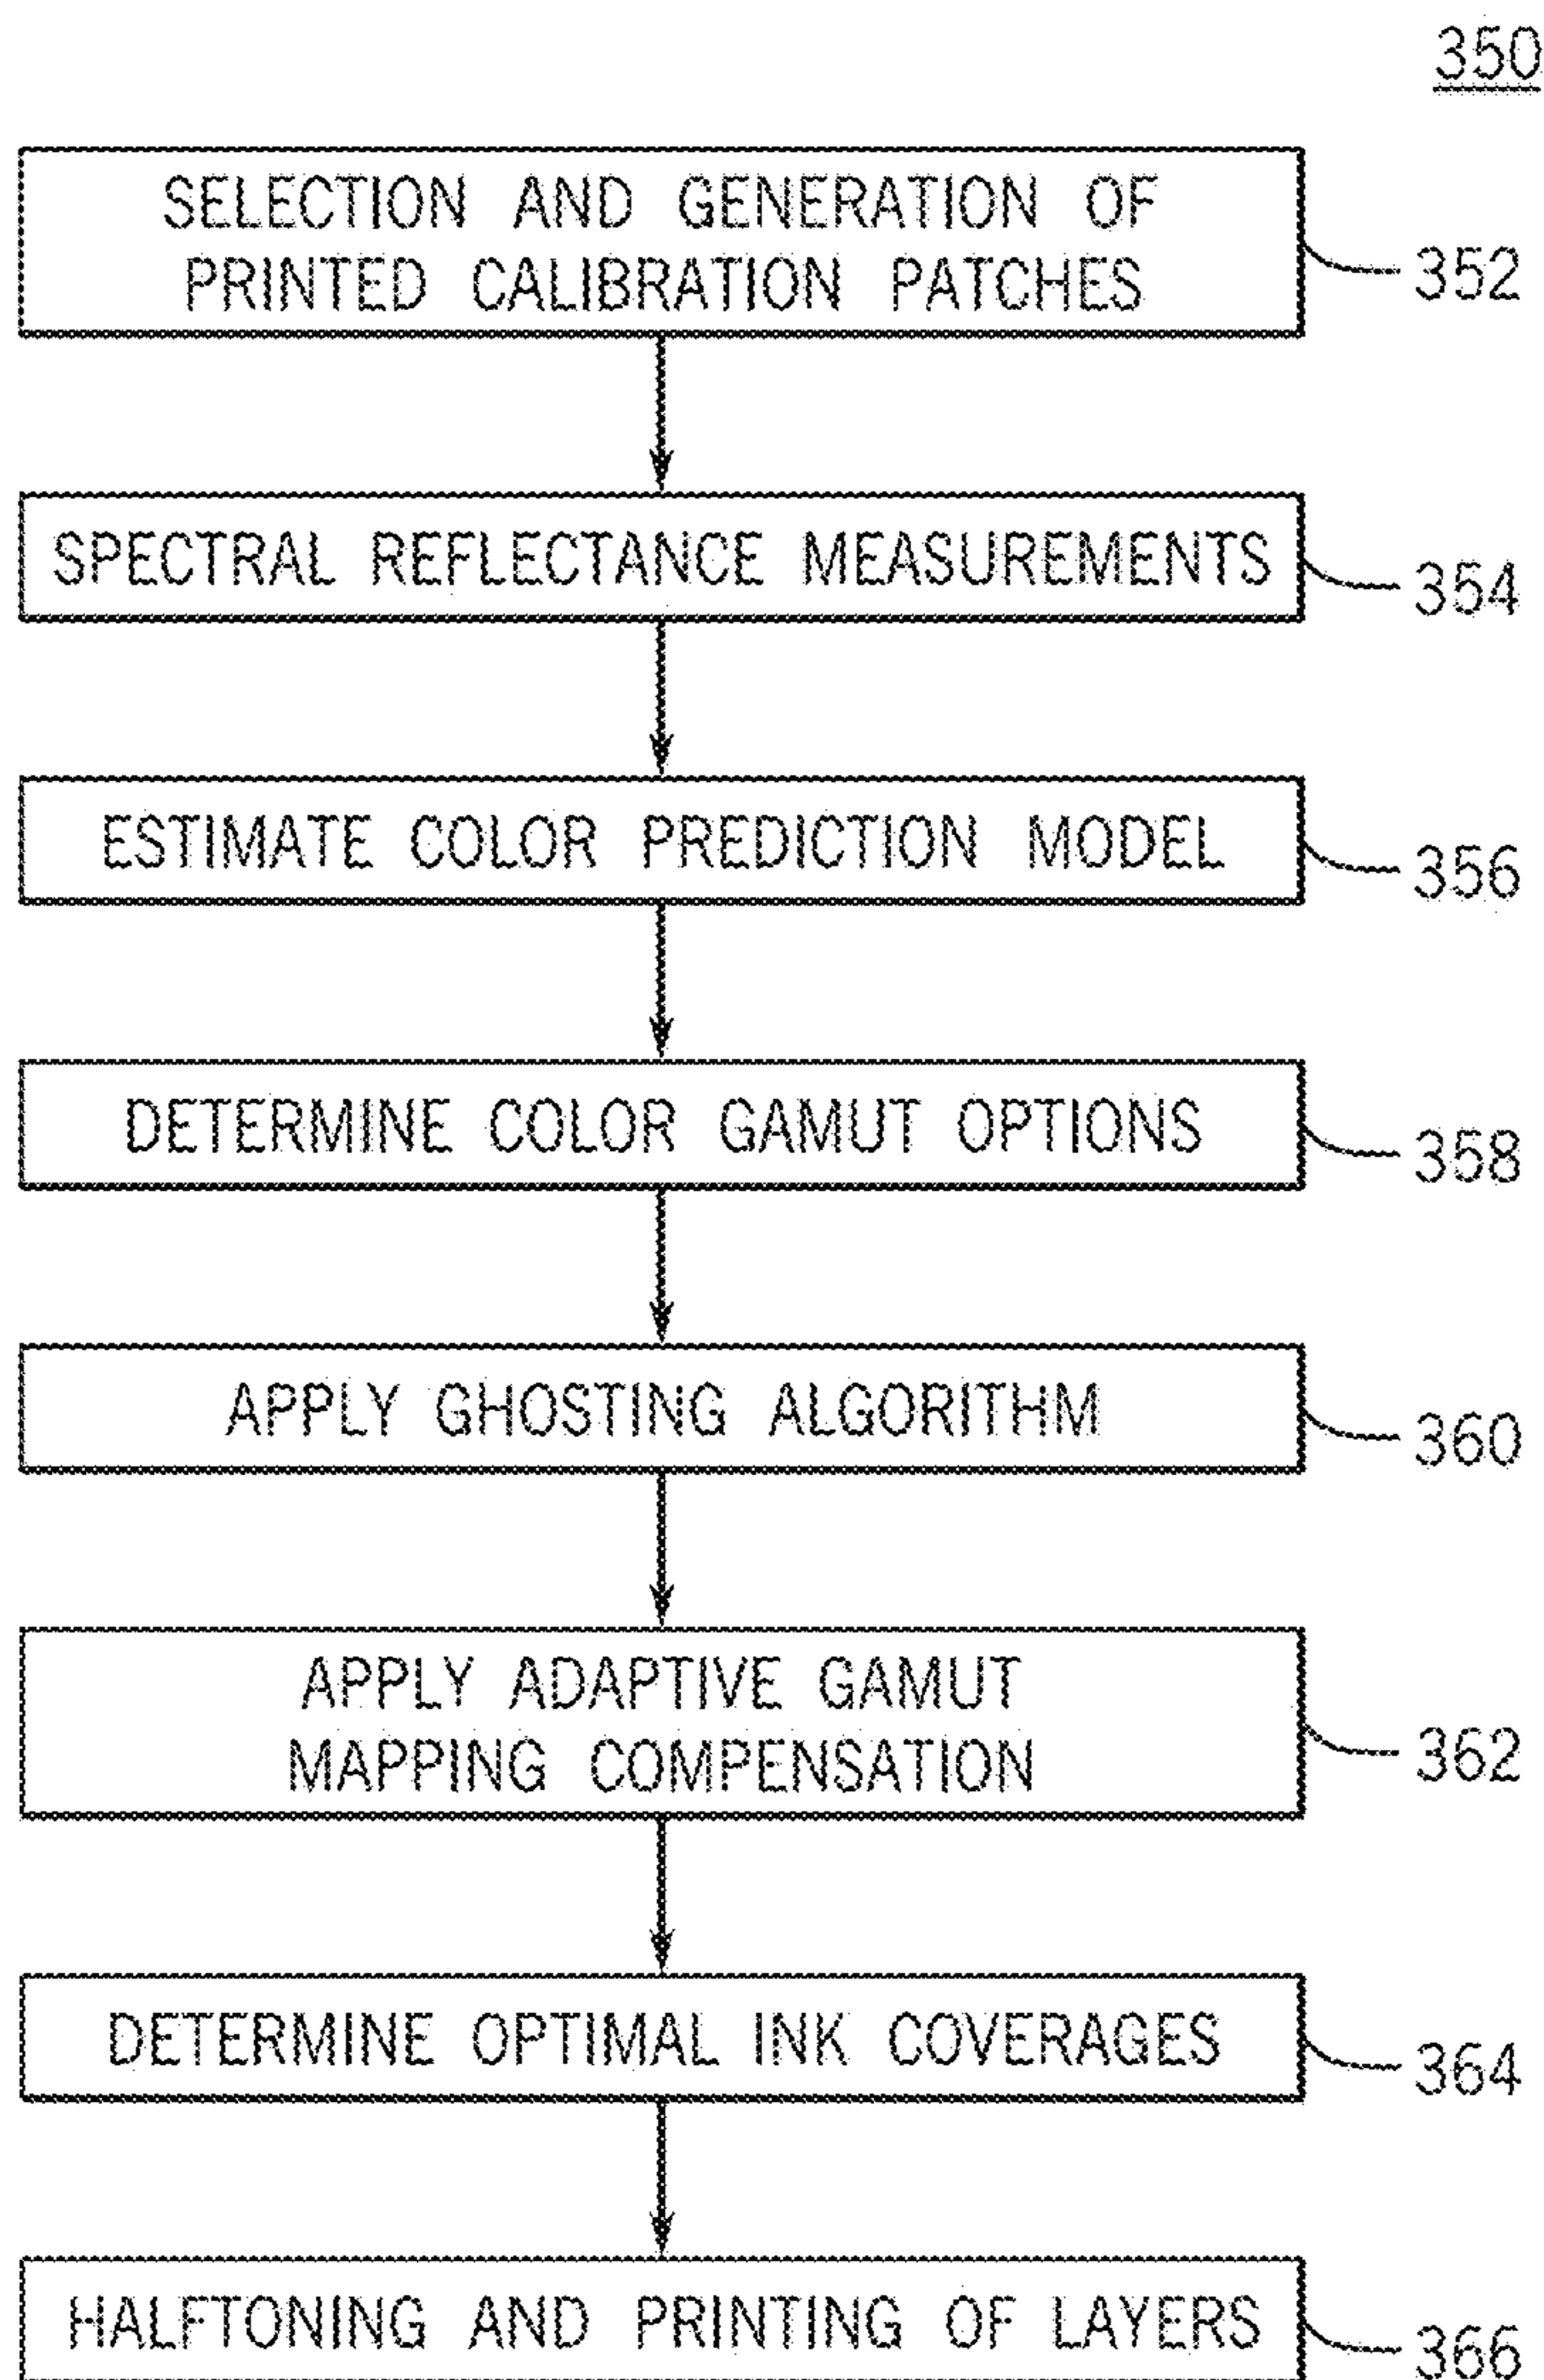 350
SELECTION AND GENERATION OF
PRINTED CALIBRATION PATCHES
352
SPECTRAL REFLECTANCE MEASUREMENTS
354
ESTIMATE COLOR PREDICTION MODEL
356
DETERMINE COLOR GAMUT OPTIONS
358
APPLY GHOSTING ALGORITHM
360
APPLY ADAPTIVE GAMUT
MAPPING COMPENSATION
362
DETERMINE OPTIMAL INK COVERAGES
364
HALFTONING AND PRINTING OF LAYERS
366